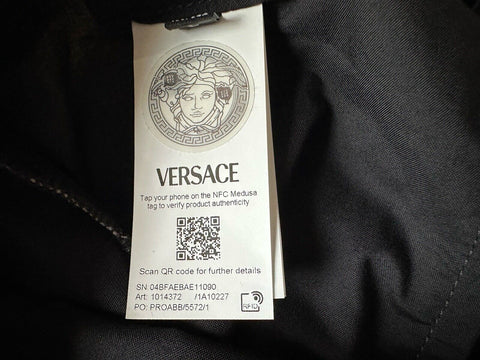 VERSACE
Tap your phone on the NFC Medusa
tag to verify product authenticity
Scan QR code for further details
SN 04BFAEBAE11090
Art: 1014372 /1A10227
PO: PROABB/5572/1
RFID